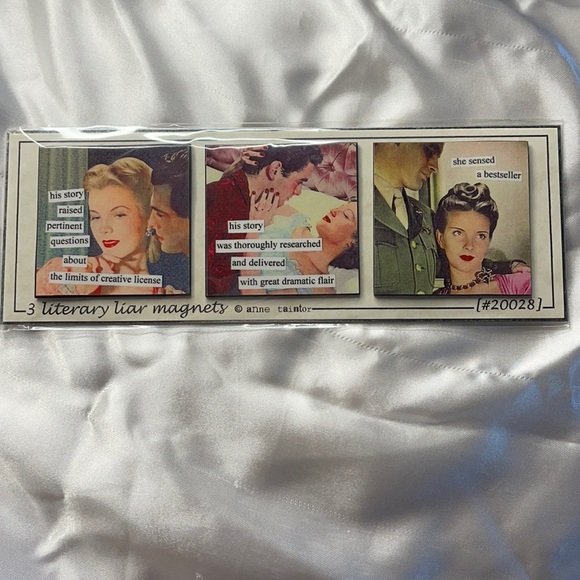 his story
raised
pertinent
questions
about
the limits of creative license
his story
was thoroughly researched
and delivered
with great dramatic flair
she sensed
a bestseller
3 literary liar magnets © anne taintor
[#20028]